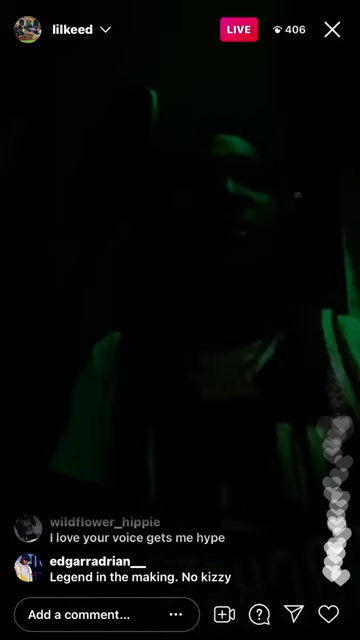 lilkeed
LIVE
406
wildflower_hippie
I love your voice gets me hype
edgarradrian__
Legend in the making. No kizzy
Add a comment...